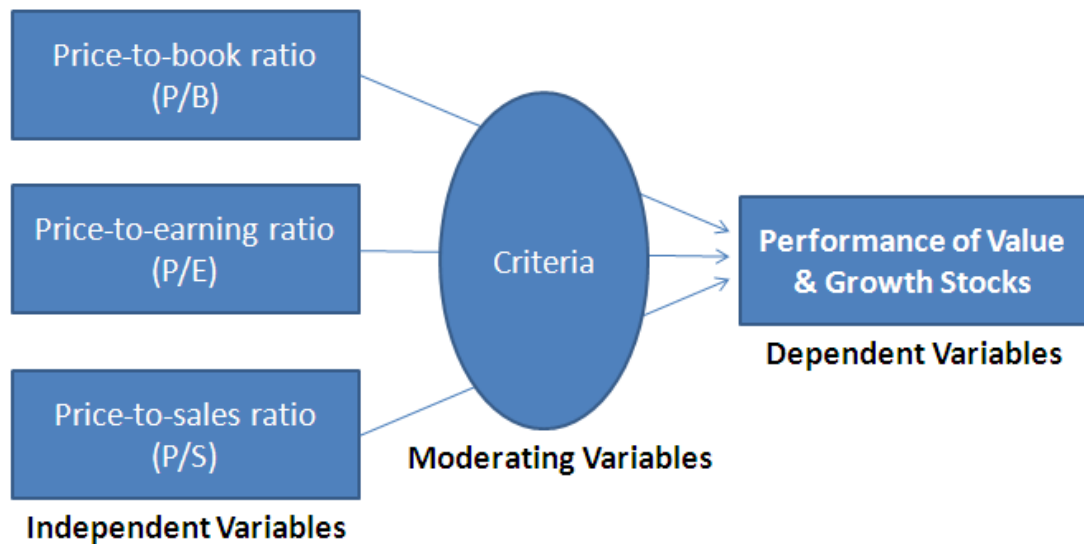 Price-to-book ratio
(P/B)
Price-to-earning ratio
(P/E)
Price-to-sales ratio
(P/S)
Independent Variables
Criteria
Moderating Variables
Performance of Value
& Growth Stocks
Dependent Variables